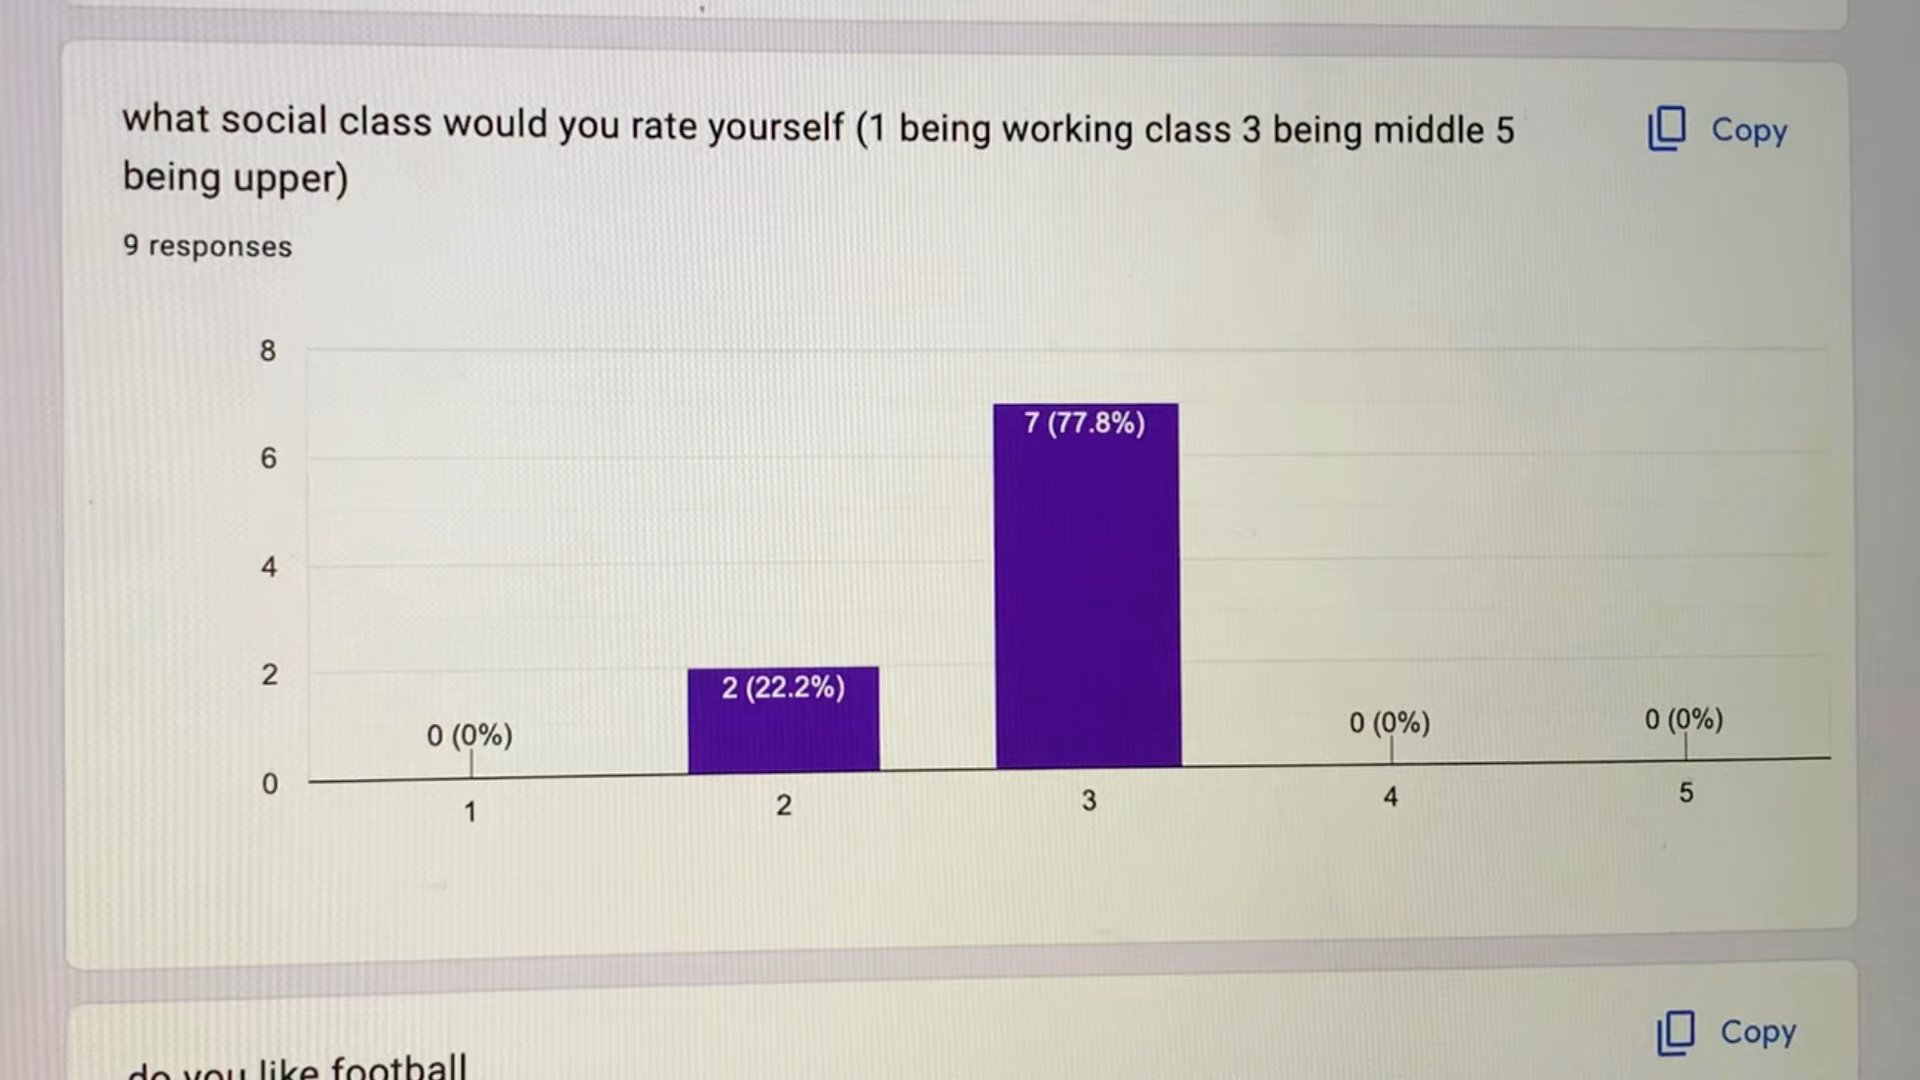 what social class would you rate yourself (1 being working class 3 being middle 5
being upper)
Copy
9 responses
8
6
4
2
0
0 (0%)
2 (22.2%)
7 (77.8%)
0 (0%)
0 (0%)
1
2
3
4
5
Copy
do you like football